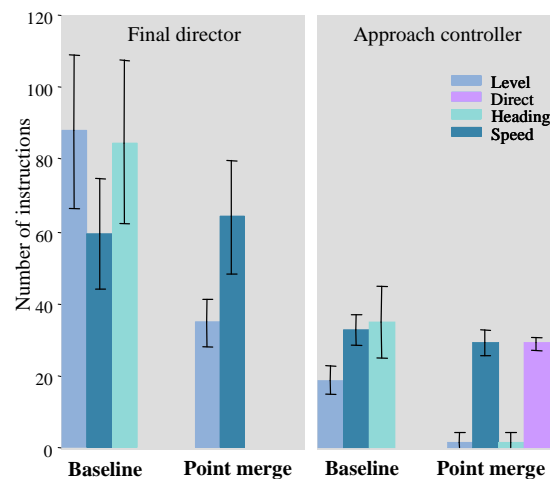 Final director
Approach controller
Number of instructions
120
100
80
60
40
20
0
Level
Direct
Heading
Speed
Baseline
Point merge
Baseline
Point merge